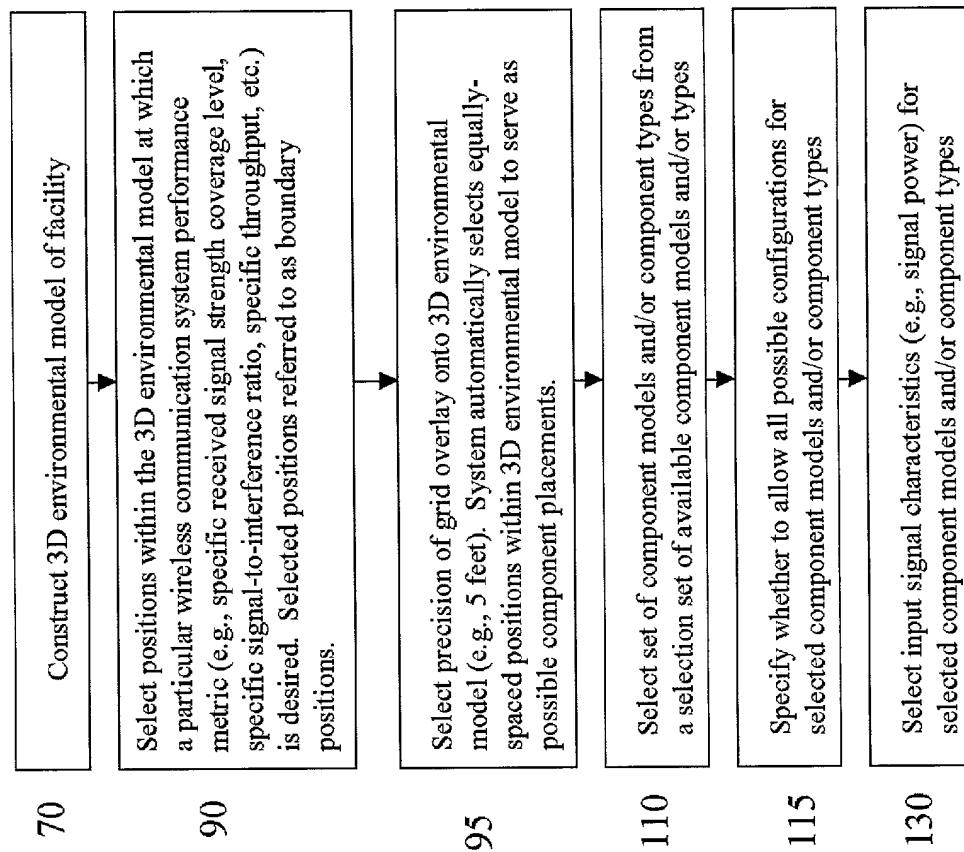 70
Construct 3D environmental model of facility
90
Select positions within the 3D environmental model at which
a particular wireless communication system performance
metric (e.g., specific received signal strength coverage level,
specific signal-to-interference ratio, specific throughput, etc.)
is desired. Selected positions referred to as boundary
positions.
95
Select precision of grid overlay onto 3D environmental
model (e.g., 5 feet). System automatically selects equally-
spaced positions within 3D environmental model to serve as
possible component placements.
110
Select set of component models and/or component types from
a selection set of available component models and/or types
115
Specify whether to allow all possible configurations for
selected component models and/or component types
130
Select input signal characteristics (e.g., signal power) for
selected component models and/or component types